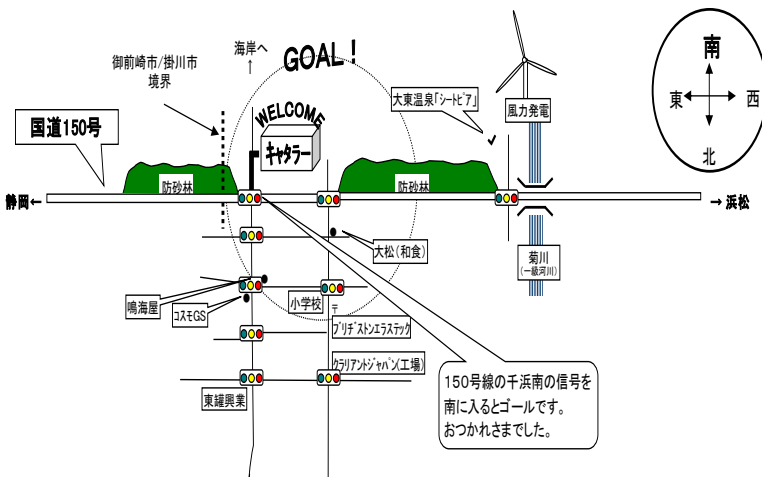 海岸へ
↑
GOAL！
御前崎市/掛川市
境界
WELCOME
キャタラー
大東温泉「シートピア」
風力発電
南
東
西
北
国道150号
防砂林
防砂林
静岡←
→浜松
大松（和食）
菊川
（一級河川）
鳴海屋
コスモGS
小学校
〒
ブリヂストンエラステック
クラリアントジャパン（工場）
東罐興業
150号線の千浜南の信号を
南に入るとゴールです。
おつかれさまでした。